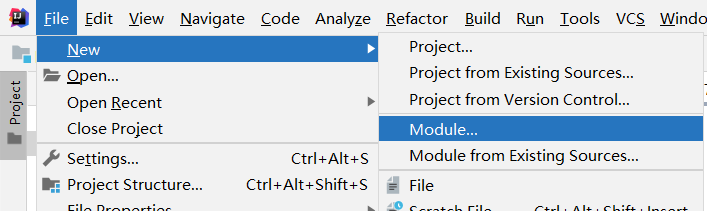 File Edit View Navigate Code Analyze Refactor Build Run Tools VCS Windo
New
Open...
Open Recent
Close Project
Settings... Ctrl+Alt+S
Project Structure... Ctrl+Alt+Shift+S
File Properties
Project...
Project from Existing Sources...
Project from Version Control...
Module...
Module from Existing Sources...
File
Scratch File Ctrl+Alt+Shift+Insert
Project